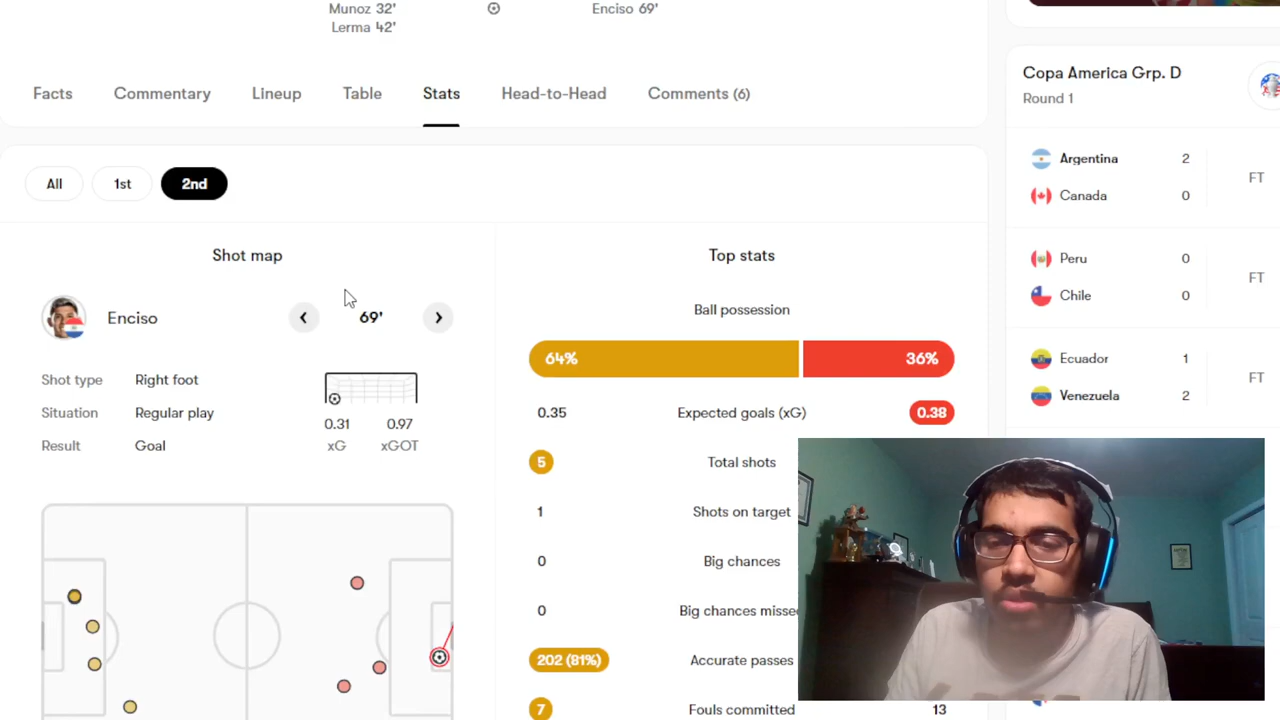 Munoz 32' Enciso 69'
Lerma 42'
Facts Commentary Lineup Table Stats Head-to-Head Comments (6)
All 1st 2nd
Shot map
Enciso 69'
Shot type Right foot
Situation Regular play
Result Goal
0.31 0.97
xG xGOT
Top stats
Ball possession
64% 36%
0.35 Expected goals (xG) 0.38
5 Total shots
1 Shots on target
0 Big chances
0 Big chances missed
202 (81%) Accurate passes
7 Fouls committed 13
Copa America Grp. D
Round 1
Argentina 2
Canada 0
FT
Peru 0
Chile 0
FT
Ecuador 1
Venezuela 2
FT